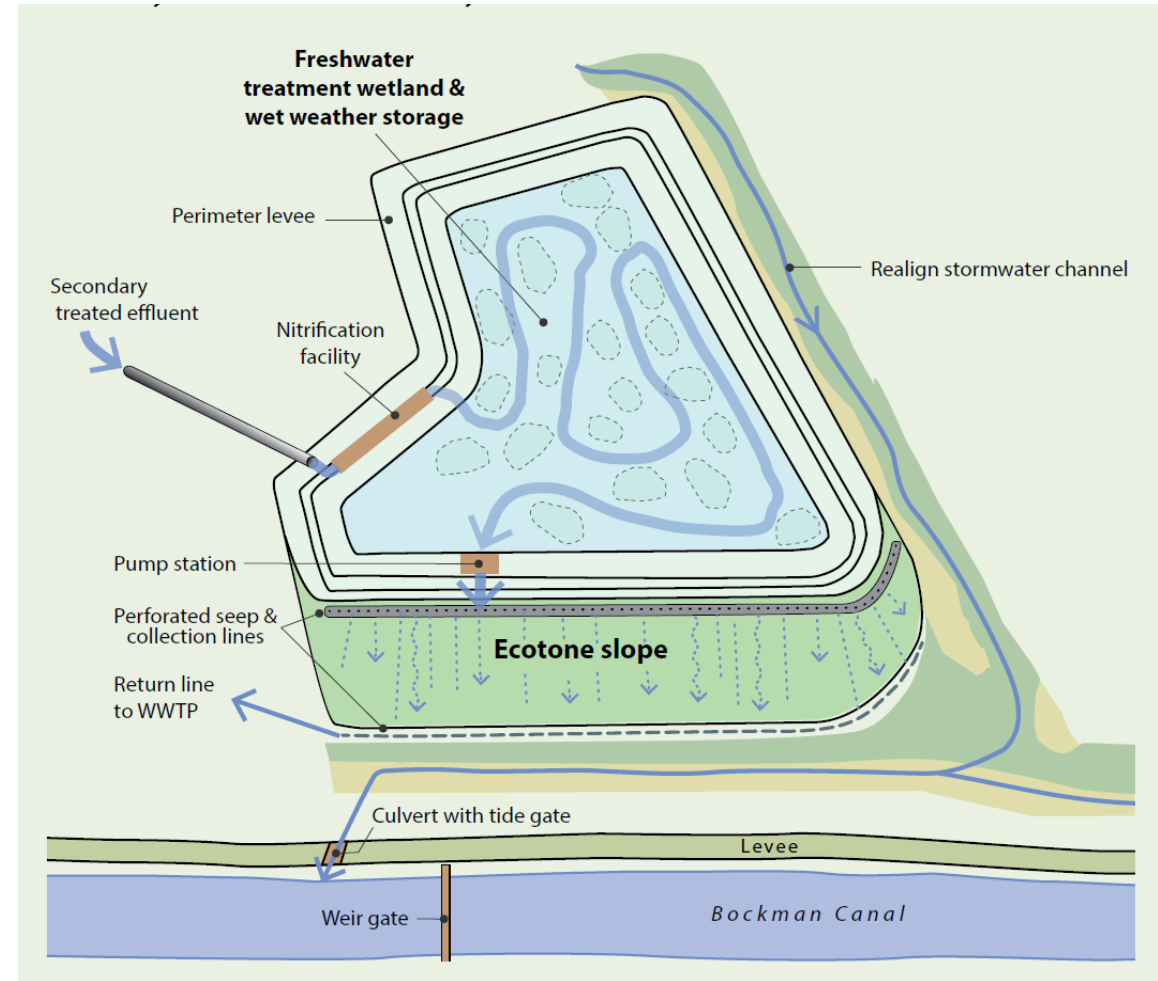 Freshwater
treatment wetland &
wet weather storage
Perimeter levee
Realign stormwater channel
Secondary
treated effluent
Nitrification
facility
Pump station
Perforated seep &
collection lines
Ecotone slope
Return line
to WWTP
Culvert with tide gate
Levee
Weir gate
Bockman Canal